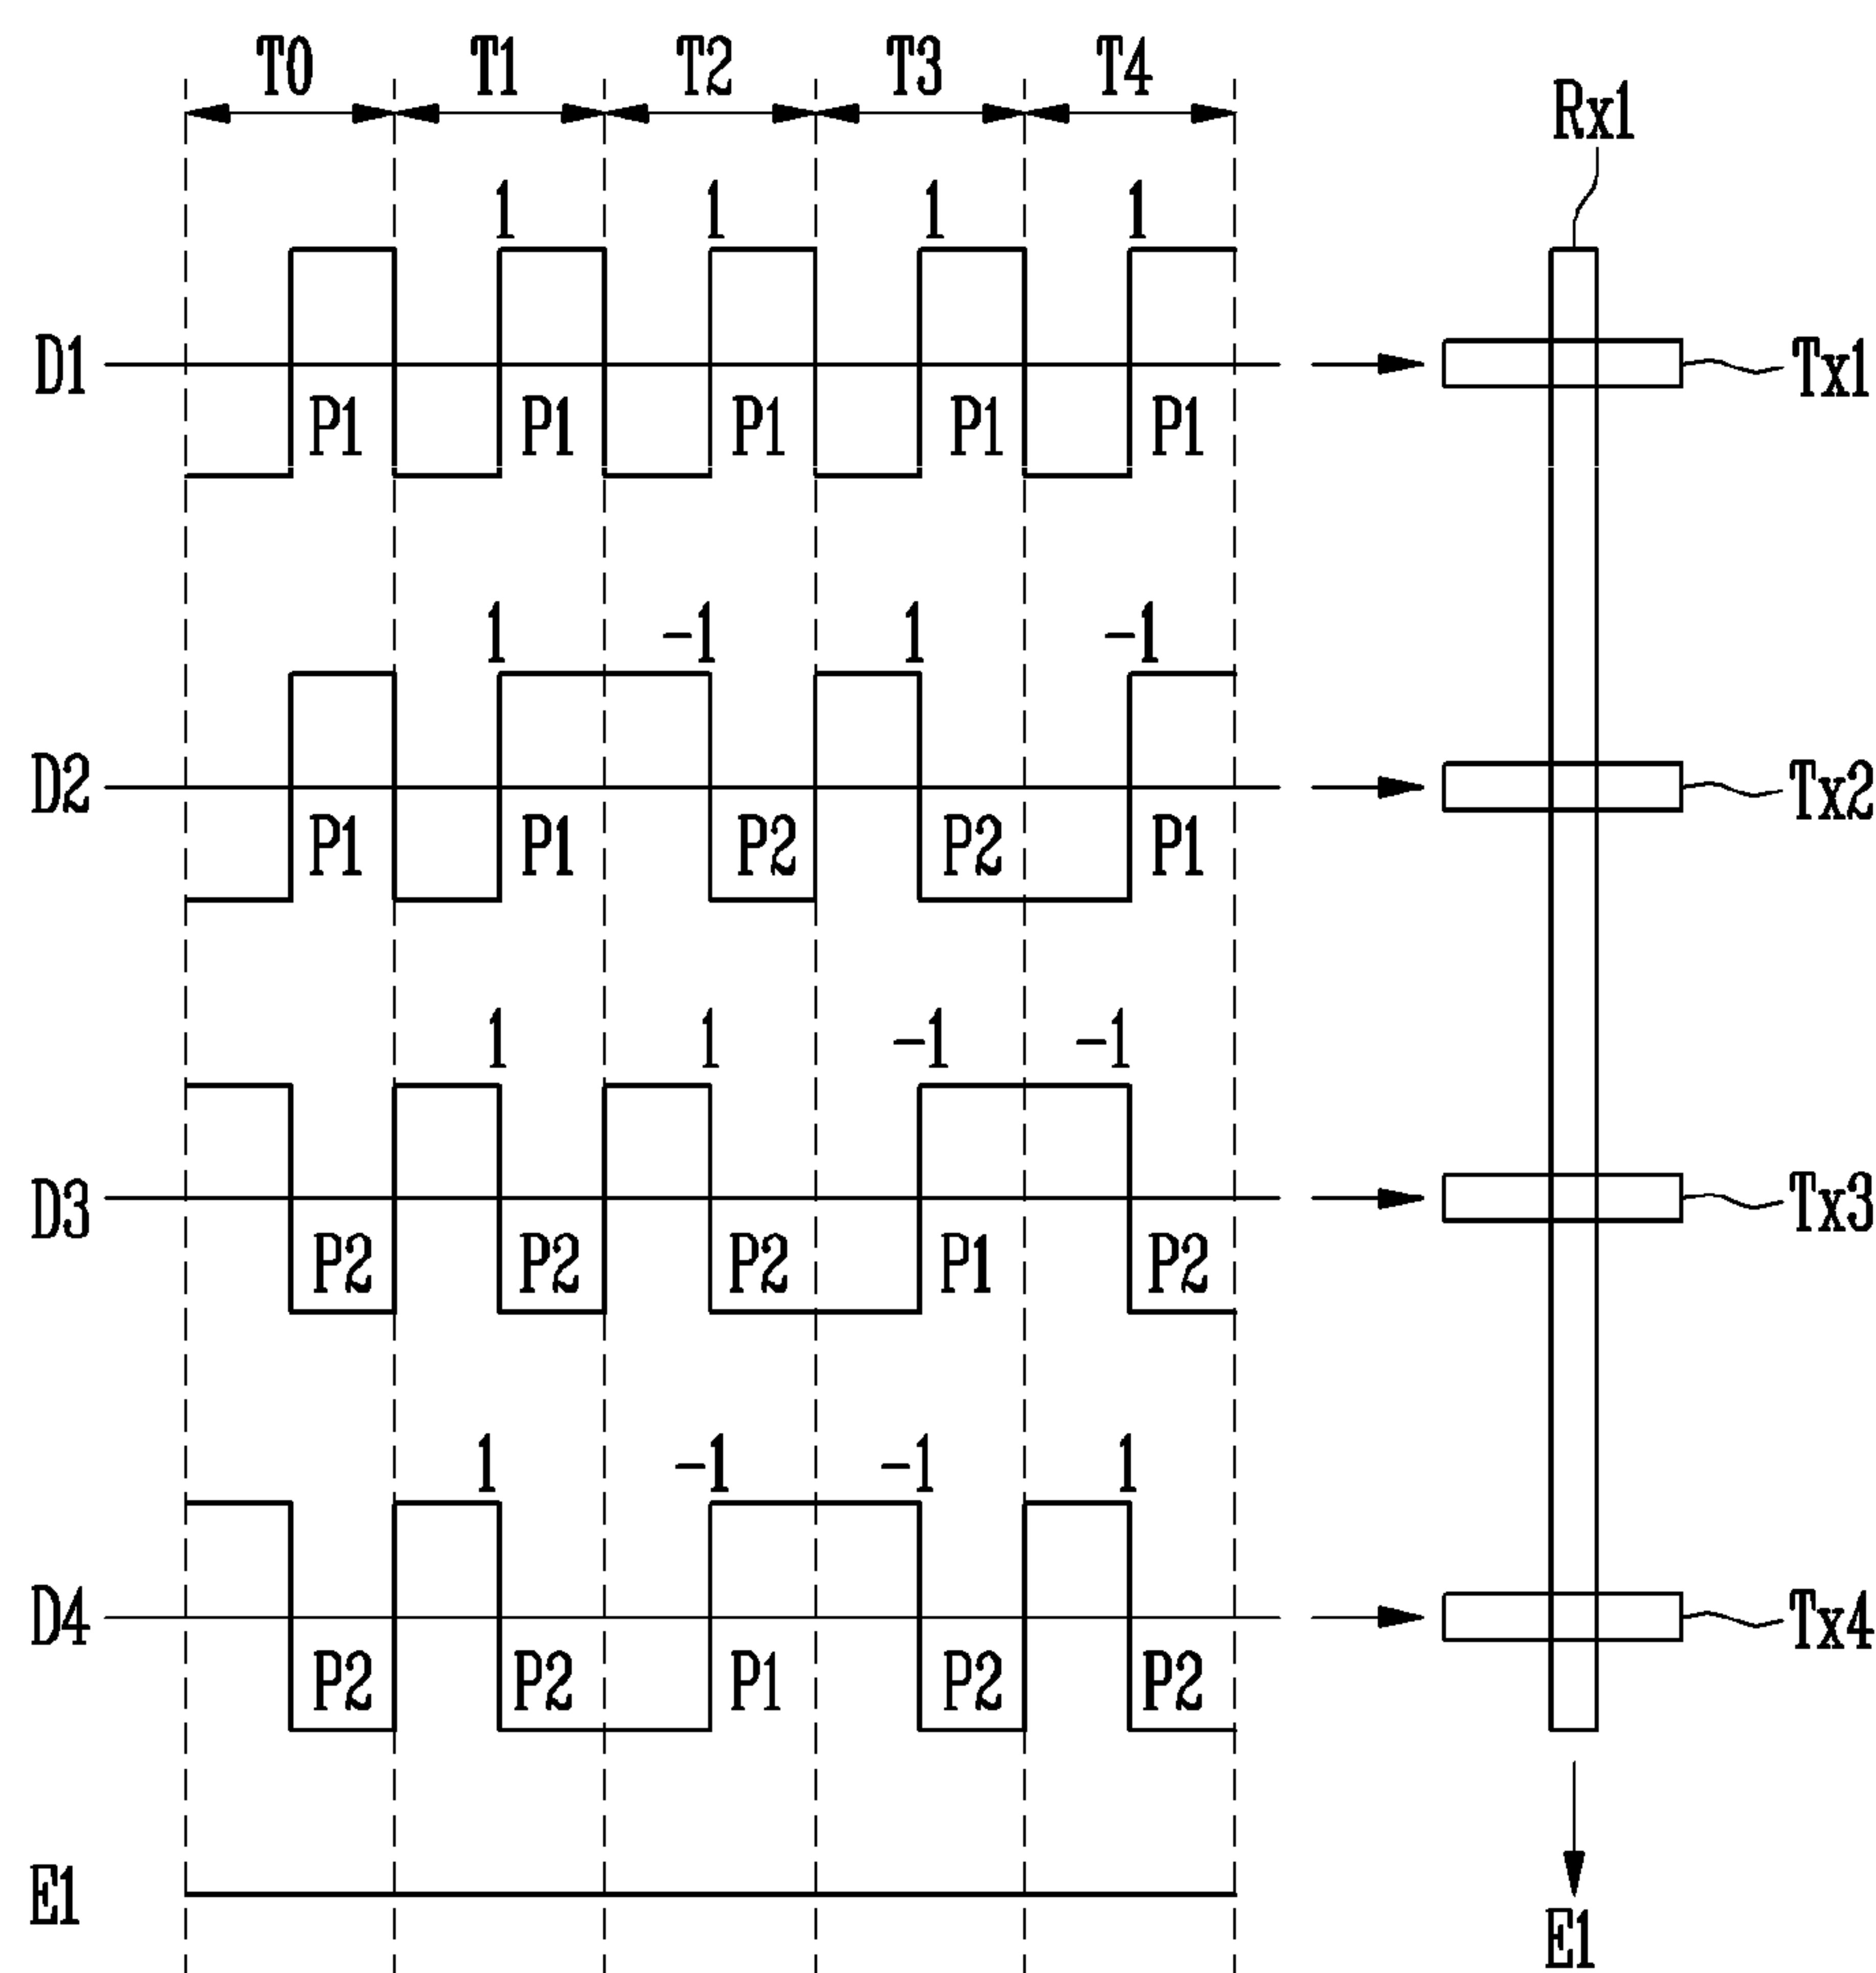 T0 T1 T2 T3 T4
Rx1
1 1 1 1
D1
Tx1
P1 P1 P1 P1 P1
1 -1 1 -1
D2
Tx2
P1 P1 P2 P2 P1
1 1 -1 -1
D3
Tx3
P2 P2 P2 P1 P2
1 -1 -1 1
D4
Tx4
P2 P2 P1 P2 P2
E1
E1